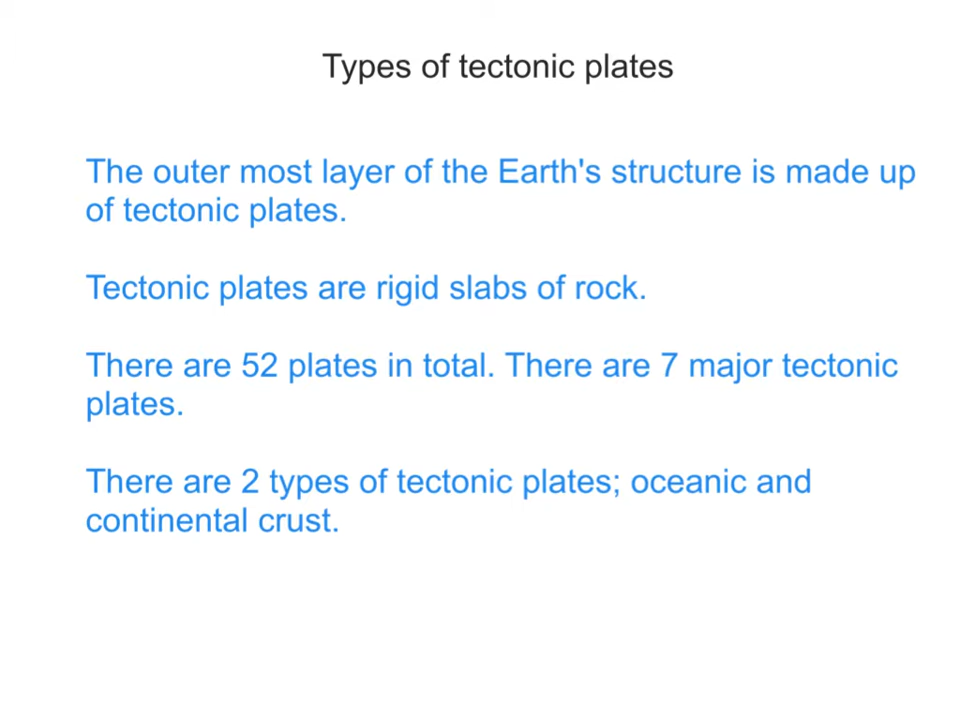 Types of tectonic plates
The outer most layer of the Earth's structure is made up
of tectonic plates.
Tectonic plates are rigid slabs of rock.
There are 52 plates in total. There are 7 major tectonic
plates.
There are 2 types of tectonic plates; oceanic and
continental crust.